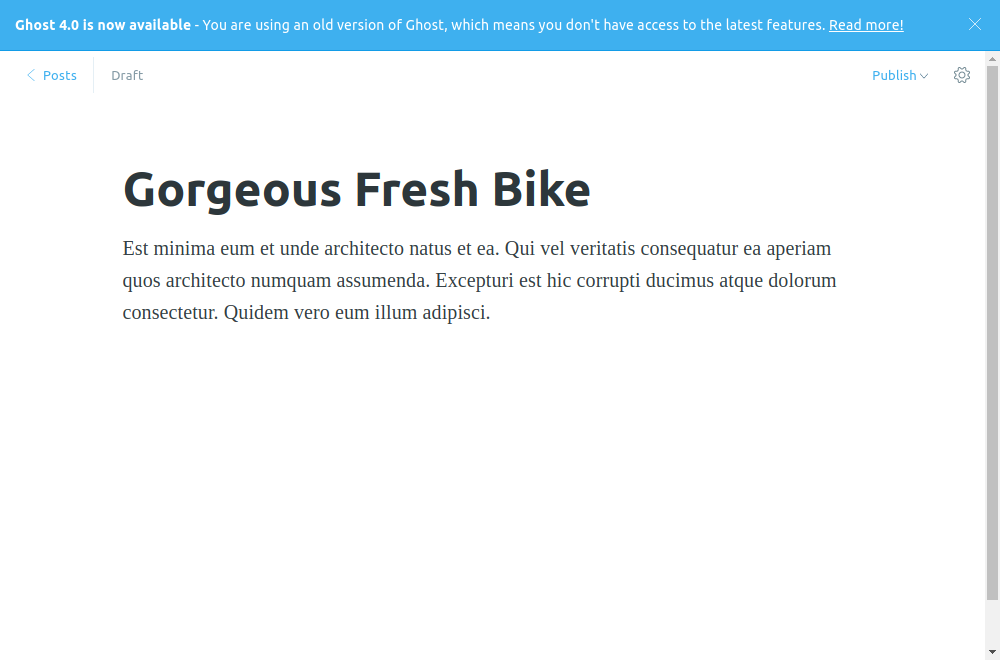 Ghost 4.0 is now available - You are using an old version of Ghost, which means you don't have access to the latest features. Read more!
Posts
Draft
Publish
Gorgeous Fresh Bike
Est minima eum et unde architecto natus et ea. Qui vel veritatis consequatur ea aperiam
quos architecto numquam assumenda. Excepturi est hic corrupti ducimus atque dolorum
consectetur. Quidem vero eum illum adipisci.